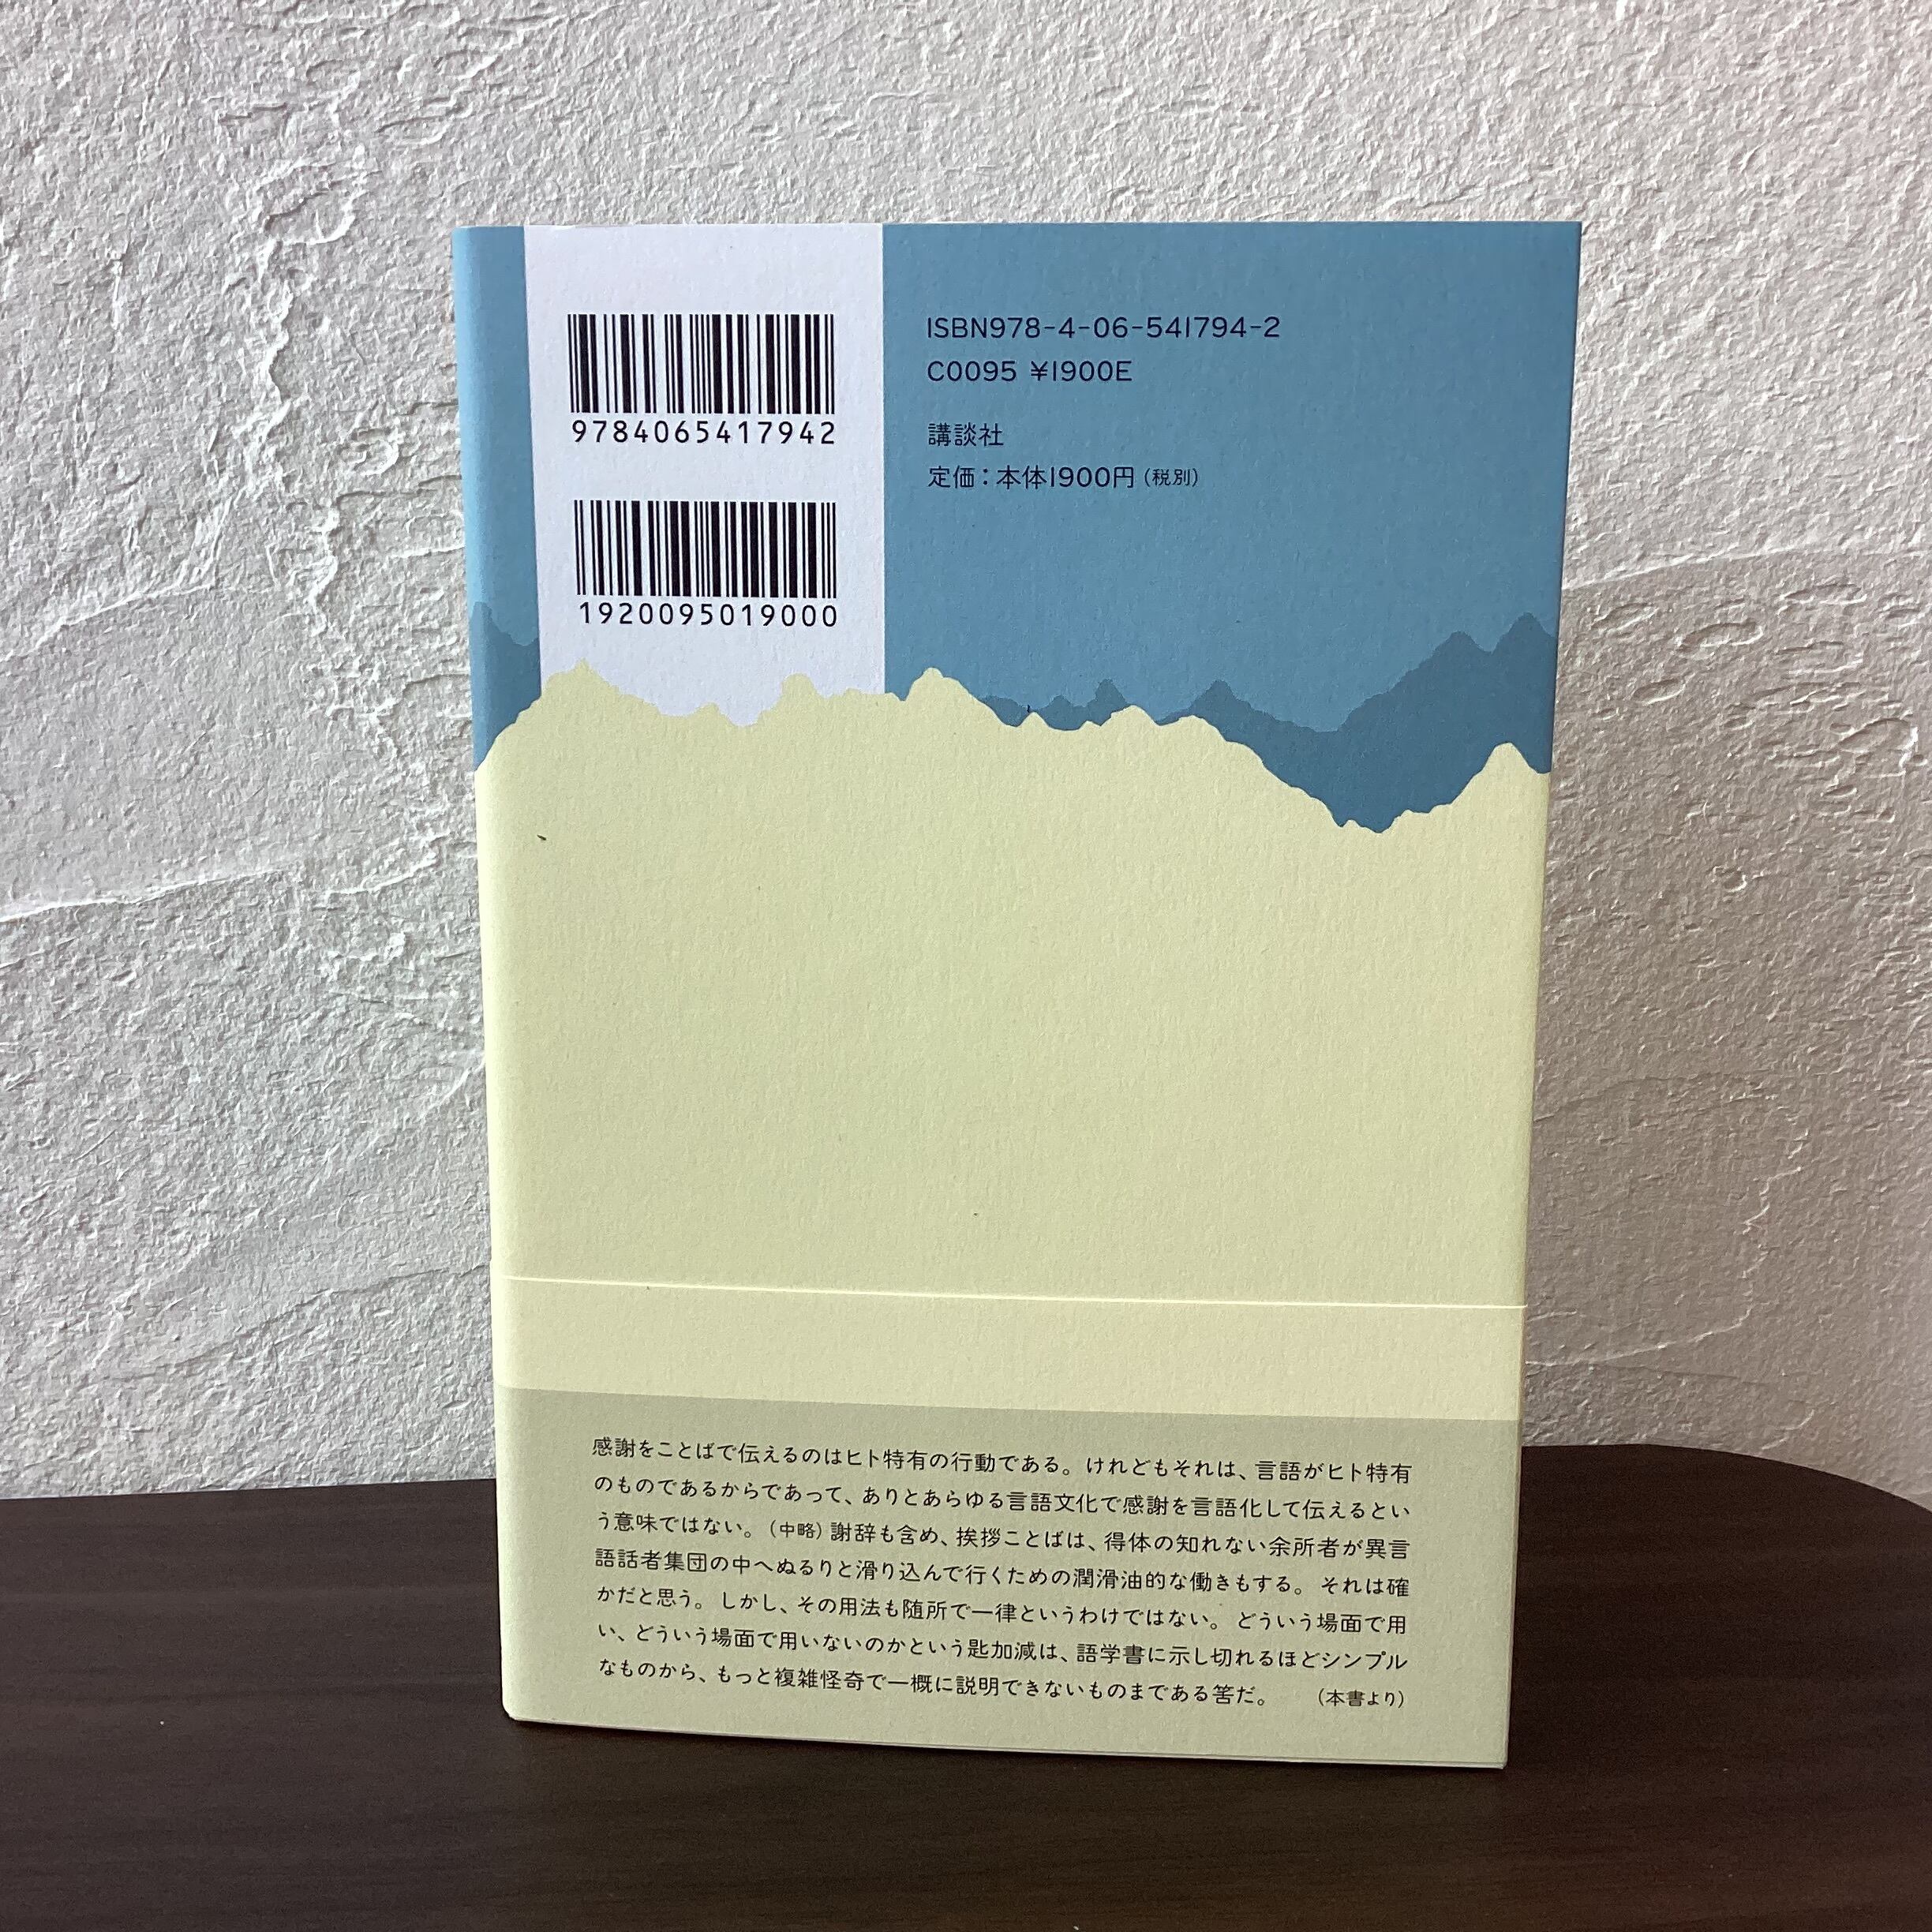 9784065417942
1920095019000
ISBN978-4-06-541794-2
C0095 ¥1900E
講談社
定価：本体1900円（税別）
感謝をことばで伝えるのはヒト特有の行動である。けれどもそれは、言語がヒト特有
のものであるからであって、ありとあらゆる言語文化で感謝を言語化して伝えるとい
う意味ではない。（中略）謝辞も含め、挨拶ことばは、得体の知れない余所者が異言
語話者集団の中へぬるりと滑り込んで行くための潤滑油的な働きもする。それは確
かだと思う。しかし、その用法も随所で一律というわけではない。どういう場面で用
い、どういう場面で用いないのかという匙加減は、語学書に示し切れるほどシンプル
なものから、もっと複雑怪奇で一概に説明できないものまである筈だ。　（本書より）